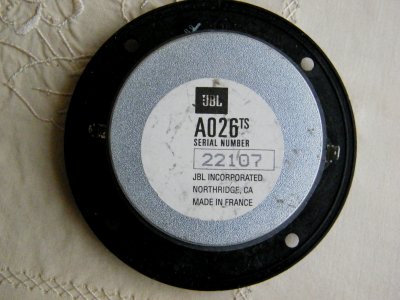 JBL
A026TS
SERIAL NUMBER
22107
JBL INCORPORATED
NORTHRIDGE, CA
MADE IN FRANCE